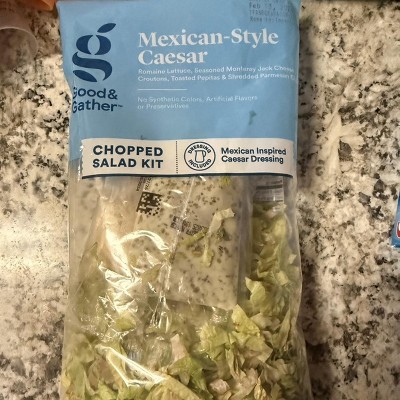 Good&
Gather™
Mexican-Style
Caesar
Romaine Lettuce, Seasoned Monterey Jack Cheese
Croutons, Toasted Pepitas & Shredded Parmesan
No Synthetic Colors, Artificial Flavors
or Preservatives
CHOPPED
SALAD KIT
DRESSING
INCLUDED
Mexican Inspired
Caesar Dressing